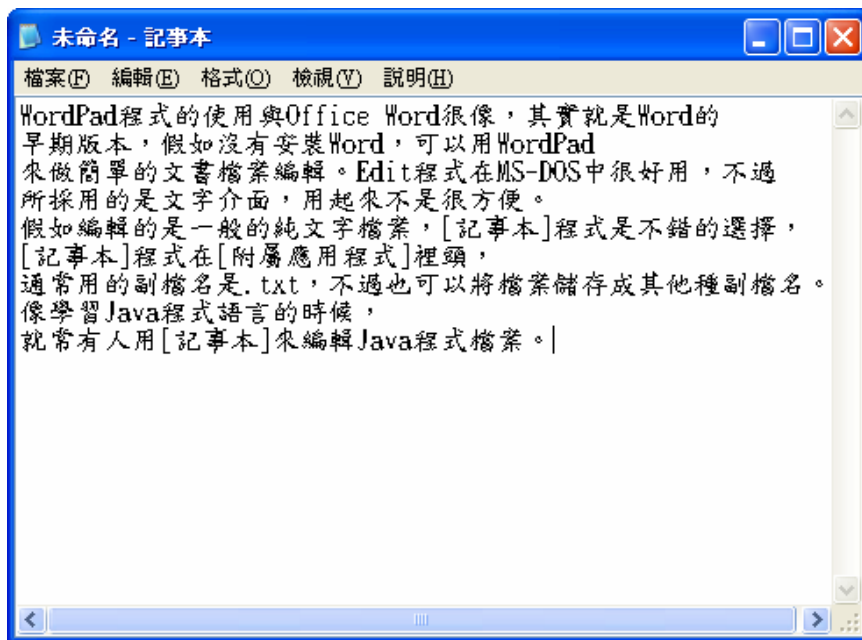 未命名 - 記事本
檔案(F) 編輯(E) 格式(O) 檢視(V) 說明(H)
WordPad程式的使用與Office Word很像，其實就是Word的
早期版本，假如沒有安裝Word，可以用WordPad
來做簡單的文書檔案編輯。Edit程式在MS-DOS中很好用，不過
所採用的是文字介面，用起來不是很方便。
假如編輯的是一般的純文字檔案，[記事本]程式是不錯的選擇，
[記事本]程式在[附屬應用程式]裡頭，
通常用的副檔名是.txt，不過也可以將檔案儲存成其他種副檔名。
像學習Java程式語言的時候，
就常有人用[記事本]來編輯Java程式檔案。